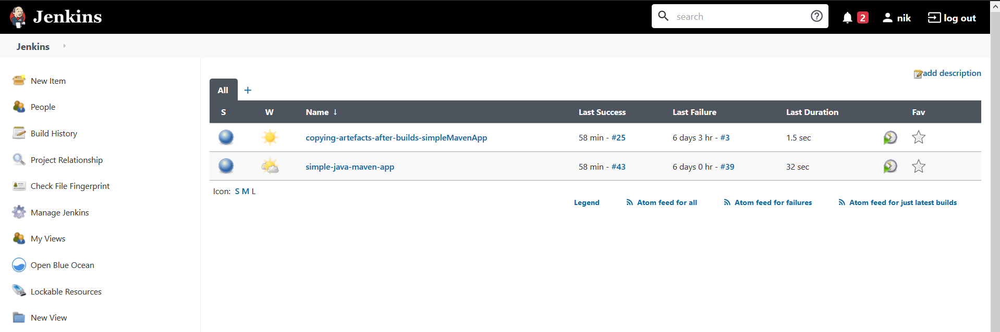 Jenkins
search
2
nik
log out
Jenkins
New Item
People
Build History
Project Relationship
Check File Fingerprint
Manage Jenkins
My Views
Open Blue Ocean
Lockable Resources
New View
add description
All +
S W Name ↓ Last Success Last Failure Last Duration Fav
copying-artefacts-after-builds-simpleMavenApp 58 min - #25 6 days 3 hr - #3 1.5 sec
simple-java-maven-app 58 min - #43 6 days 0 hr - #39 32 sec
Icon: S M L
Legend Atom feed for all Atom feed for failures Atom feed for just latest builds